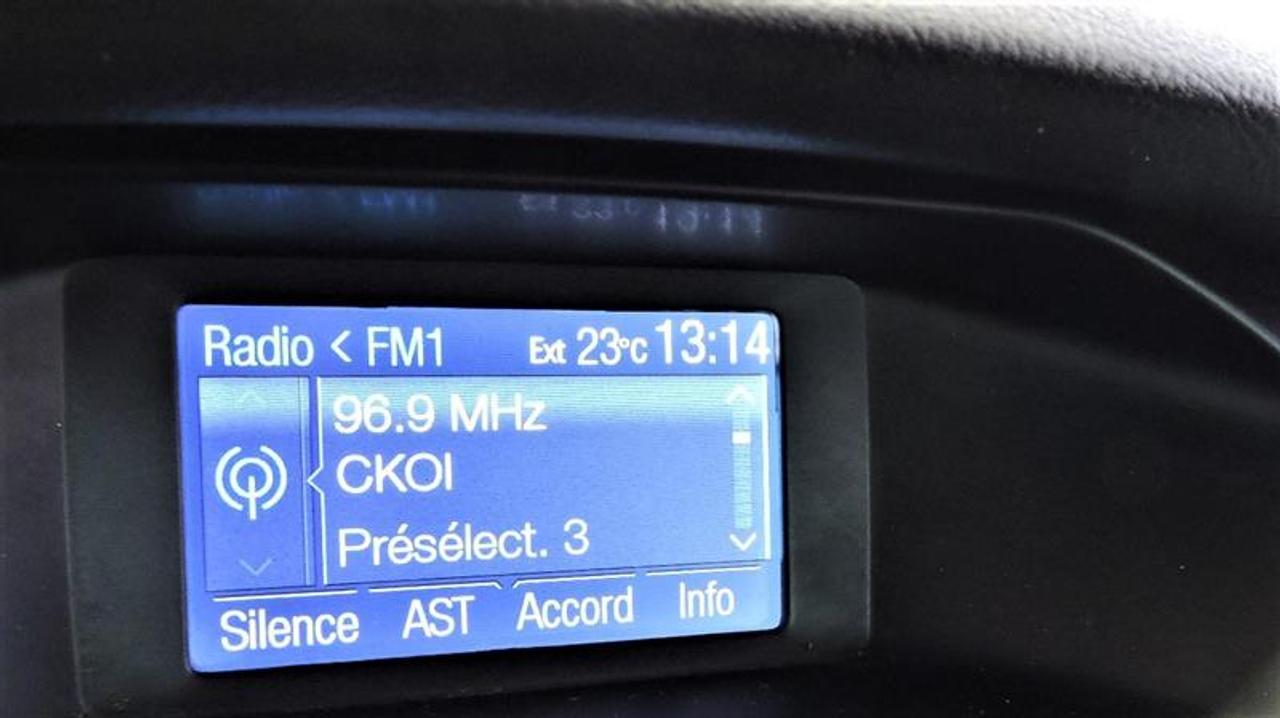 Radio < FM1 Ext 23°C 13:14
96.9 MHz
CKOI
Présélect. 3
Silence AST Accord Info